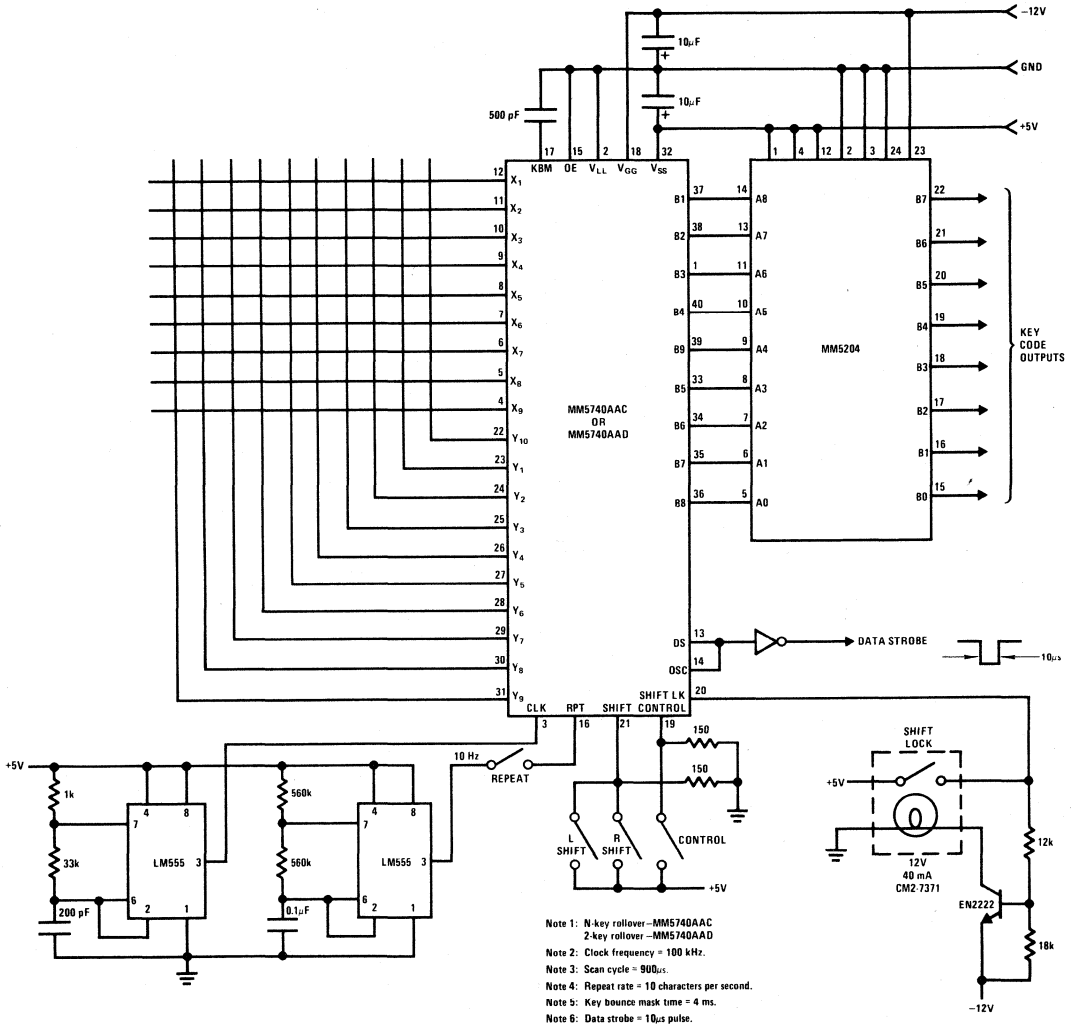 −12V
10μF
+
GND
500 pF
10μF
+
+5V
17 15 2 18 32
1 4 12 2 3 24 23
KBM OE VLL VGG VSS
12 X1
11 X2
10 X3
9 X4
8 X5
7 X6
6 X7
5 X8
4 X9
22 Y10
23 Y1
24 Y2
25 Y3
26 Y4
27 Y5
28 Y6
29 Y7
30 Y8
31 Y9
MM5740AAC
OR
MM5740AAD
B1 37 14 A8
B2 38 13 A7
B3 1 11 A6
B4 40 10 A5
B9 39 9 A4
B5 33 8 A3
B6 34 7 A2
B7 35 6 A1
B8 36 5 A0
MM5204
B7 22
B6 21
B5 20
B4 19
B3 18
B2 17
B1 16
B0 15
KEY
CODE
OUTPUTS
DS 13
DATA STROBE
10μs
OSC 14
SHIFT LK 20
CLK RPT SHIFT CONTROL
3 16 21 19
150
150
10 Hz
REPEAT
L
SHIFT
R
SHIFT
CONTROL
+5V
+5V
1k
33k
200 pF
4 8
7
LM555 3
6
2 1
560k
560k
0.1μF
4 8
7
LM555 3
6
2 1
SHIFT
LOCK
+5V
12V
40 mA
CM2-7371
12k
EN2222
18k
−12V
Note 1: N-key rollover–MM5740AAC
2-key rollover –MM5740AAD
Note 2: Clock frequency = 100 kHz.
Note 3: Scan cycle = 900μs.
Note 4: Repeat rate = 10 characters per second.
Note 5: Key bounce mask time = 4 ms.
Note 6: Data strobe = 10μs pulse.